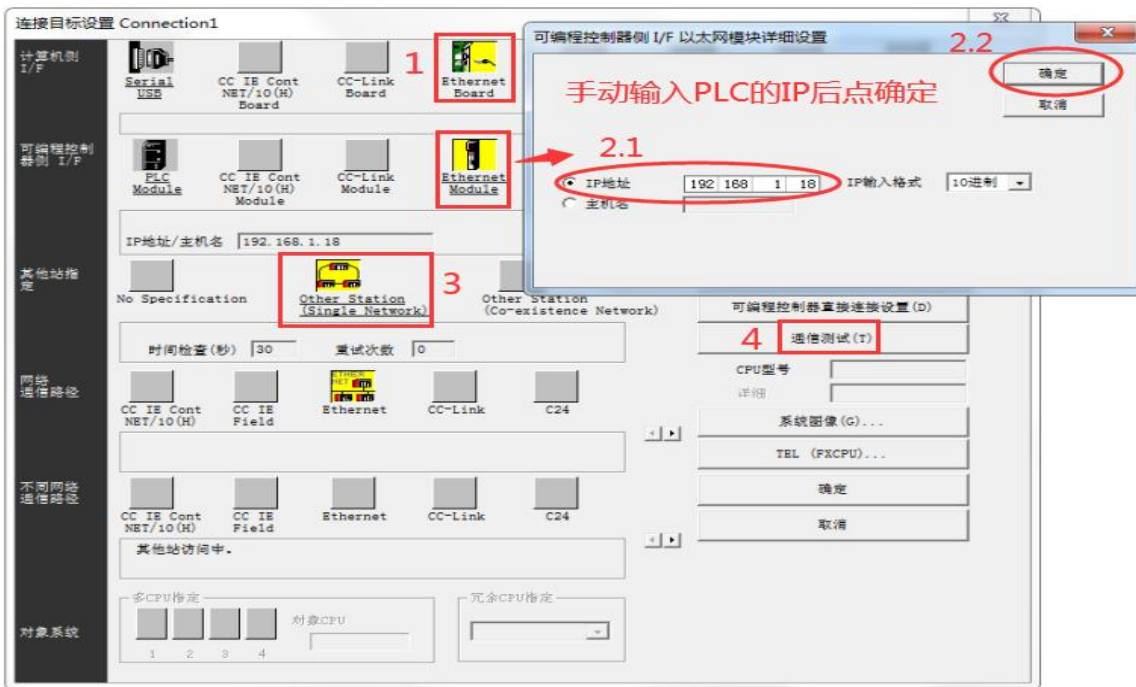 连接目标设置 Connection1
计算机侧
I/F
Serial
USB
CC IE Cont
NET/10(H)
Board
CC-Link
Board
1
Ethernet
Board
可编程控制器侧 I/F 以太网模块详细设置
2.2
手动输入PLC的IP后点确定
确定
取消
2.1
IP地址
192 168 1 18
IP输入格式
10进制
主机名
可编程控制
器侧 I/F
PLC
Module
CC IE Cont
NET/10(H)
Module
CC-Link
Module
Ethernet
Module
IP地址/主机名 192.168.1.18
其他站指
定
No Specification
Other Station
(Single Network)
3
Other Station
(Co-existence Network)
时间检查(秒) 30 重试次数 0
可编程控制器直接连接设置(D)
4
通信测试(T)
CPU型号
详细
系统图像(G)...
TEL (FXCPU)...
确定
取消
网络
通信路径
CC IE Cont
NET/10(H)
CC IE
Field
ETHER
NET
Ethernet
CC-Link
C24
不同网络
通信路径
CC IE Cont
NET/10(H)
CC IE
Field
Ethernet
CC-Link
C24
其他站访问中.
对象系统
多CPU指定
1 2 3 4
对象CPU
冗余CPU指定